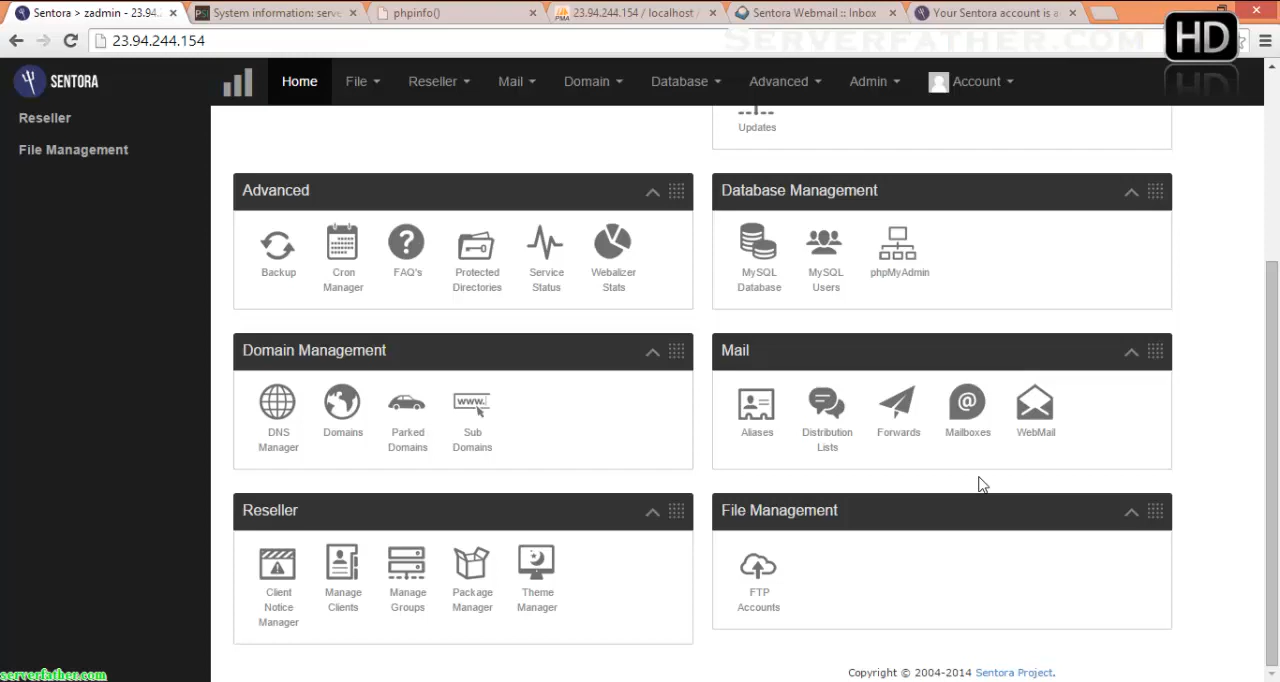 Sentora > zadmin - 23.94.
System information: serve
phpinfo()
23.94.244.154 / localhost /
Sentora Webmail :: Inbox
Your Sentora account is a
23.94.244.154
SERVERFATHER.COM
HD
SENTORA
Home
File
Reseller
Mail
Domain
Database
Advanced
Admin
Account
Reseller
File Management
Updates
Advanced
Backup
Cron
Manager
FAQ's
Protected
Directories
Service
Status
Webalizer
Stats
Database Management
MySQL
Database
MySQL
Users
phpMyAdmin
Domain Management
DNS
Manager
Domains
Parked
Domains
www.
Sub
Domains
Mail
Aliases
Distribution
Lists
Forwards
@
Mailboxes
WebMail
Reseller
Client
Notice
Manager
Manage
Clients
Manage
Groups
Package
Manager
Theme
Manager
File Management
FTP
Accounts
Copyright © 2004-2014 Sentora Project.
serverfather.com